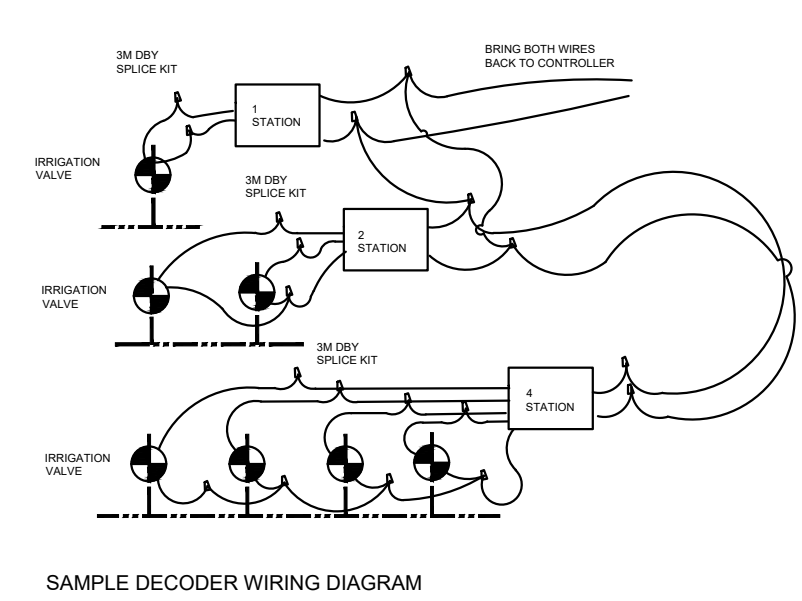 3M DBY
SPLICE KIT
BRING BOTH WIRES
BACK TO CONTROLLER
1
STATION
IRRIGATION
VALVE
3M DBY
SPLICE KIT
2
STATION
IRRIGATION
VALVE
3M DBY
SPLICE KIT
4
STATION
IRRIGATION
VALVE
SAMPLE DECODER WIRING DIAGRAM